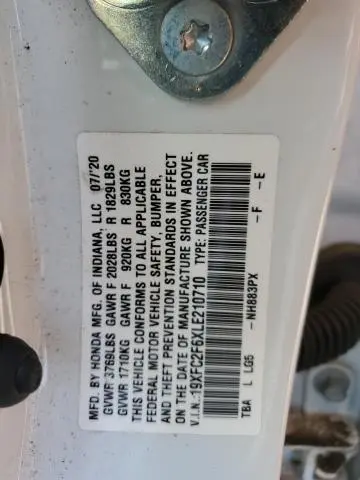 MFD. BY HONDA MFG. OF INDIANA, LLC 07/'20
GVWR 3769LBS GAWR F 2028LBS R 1829LBS
GVWR 1710KG GAWR F 920KG R 830KG
THIS VEHICLE CONFORMS TO ALL APPLICABLE
FEDERAL MOTOR VEHICLE SAFETY, BUMPER,
AND THEFT PREVENTION STANDARDS IN EFFECT
ON THE DATE OF MANUFACTURE SHOWN ABOVE.
V.I.N.:19XFC2F6XLE210710 TYPE: PASSENGER CAR
TBA L LG5 - NH883PX - F - E